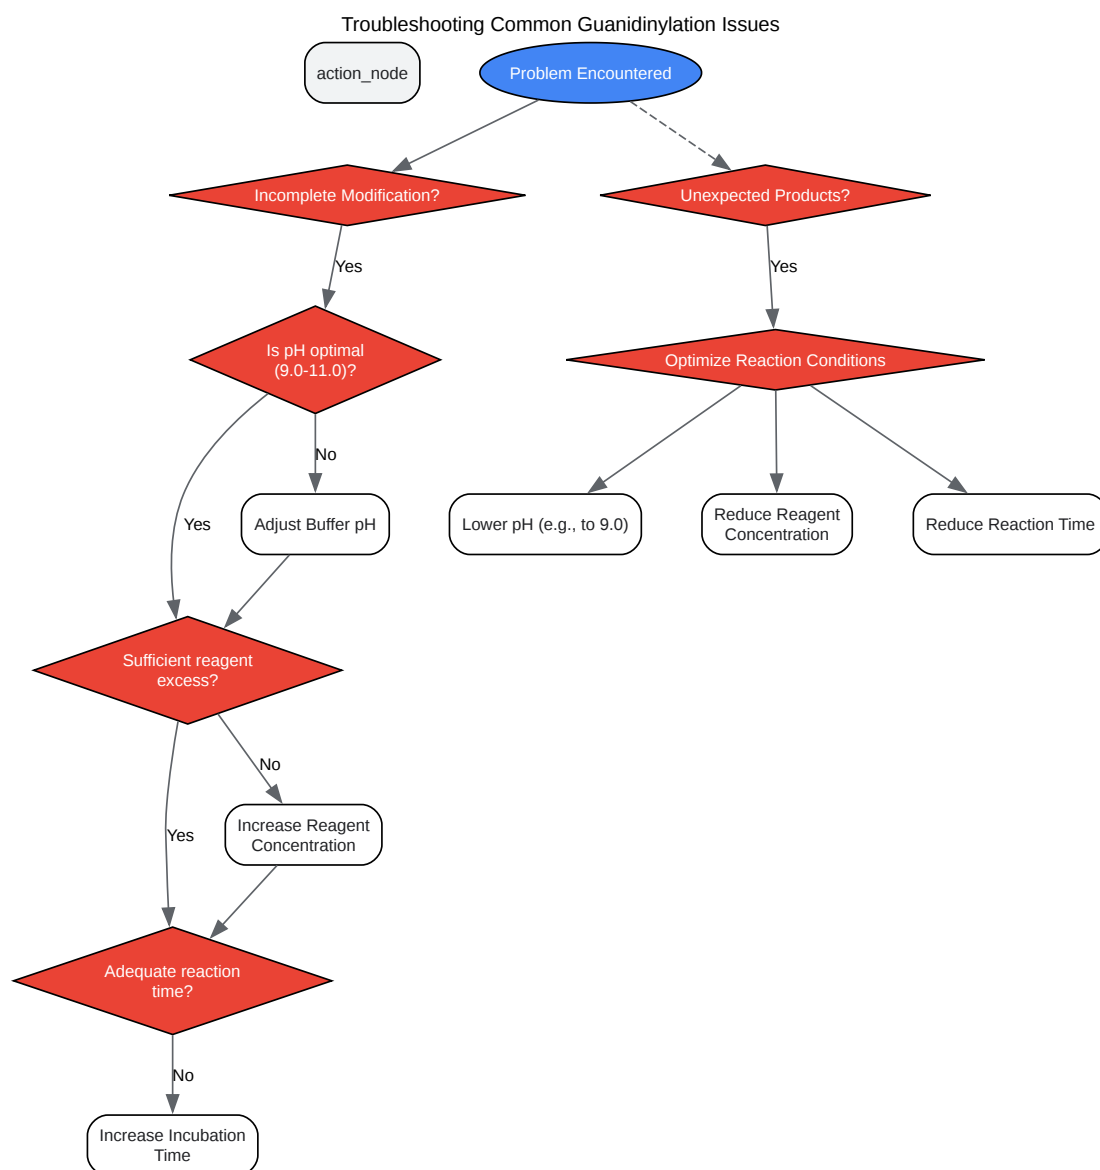 Troubleshooting Common Guanidinylation Issues
action_node
Problem Encountered
Incomplete Modification?
Unexpected Products?
Yes
Yes
Is pH optimal
(9.0-11.0)?
Optimize Reaction Conditions
No
Yes
Adjust Buffer pH
Lower pH (e.g., to 9.0)
Reduce Reagent
Concentration
Reduce Reaction Time
Sufficient reagent
excess?
No
Yes
Increase Reagent
Concentration
Adequate reaction
time?
No
Increase Incubation
Time